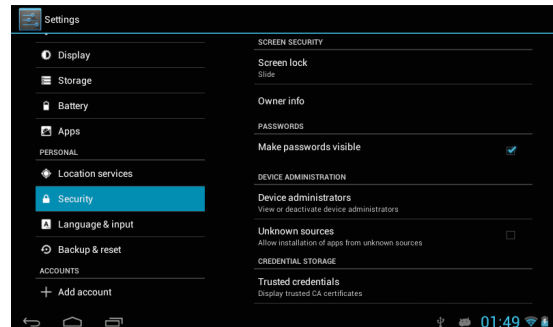 Settings
Display
Storage
Battery
Apps
PERSONAL
Location services
Security
Language & input
Backup & reset
ACCOUNTS
Add account
SCREEN SECURITY
Screen lock
Slide
Owner info
PASSWORDS
Make passwords visible
DEVICE ADMINISTRATION
Device administrators
View or deactivate device administrators
Unknown sources
Allow installation of apps from unknown sources
CREDENTIAL STORAGE
Trusted credentials
Display trusted CA certificates
01:49